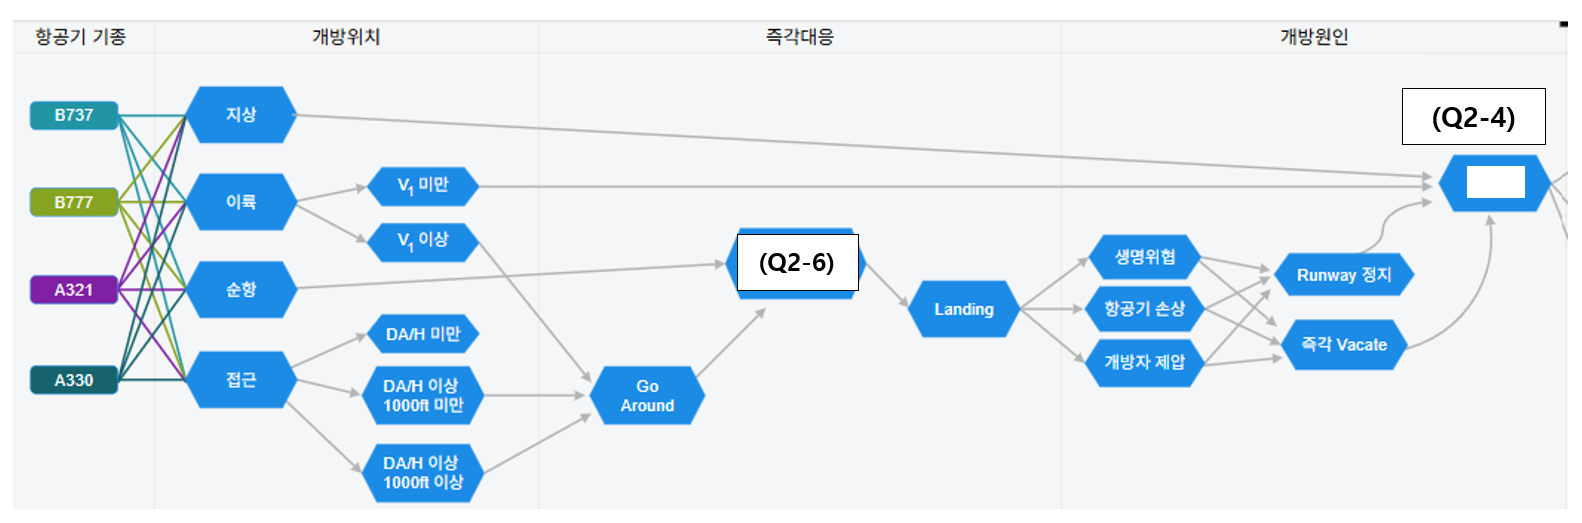 항공기 기종
개방위치
즉각대응
개방원인
B737
B777
A321
A330
지상
이륙
순항
접근
V1 미만
V1 이상
DA/H 미만
DA/H 이상
1000ft 미만
DA/H 이상
1000ft 이상
Go
Around
(Q2-6)
Landing
생명위협
항공기 손상
개방자 제압
Runway 정지
즉각 Vacate
(Q2-4)